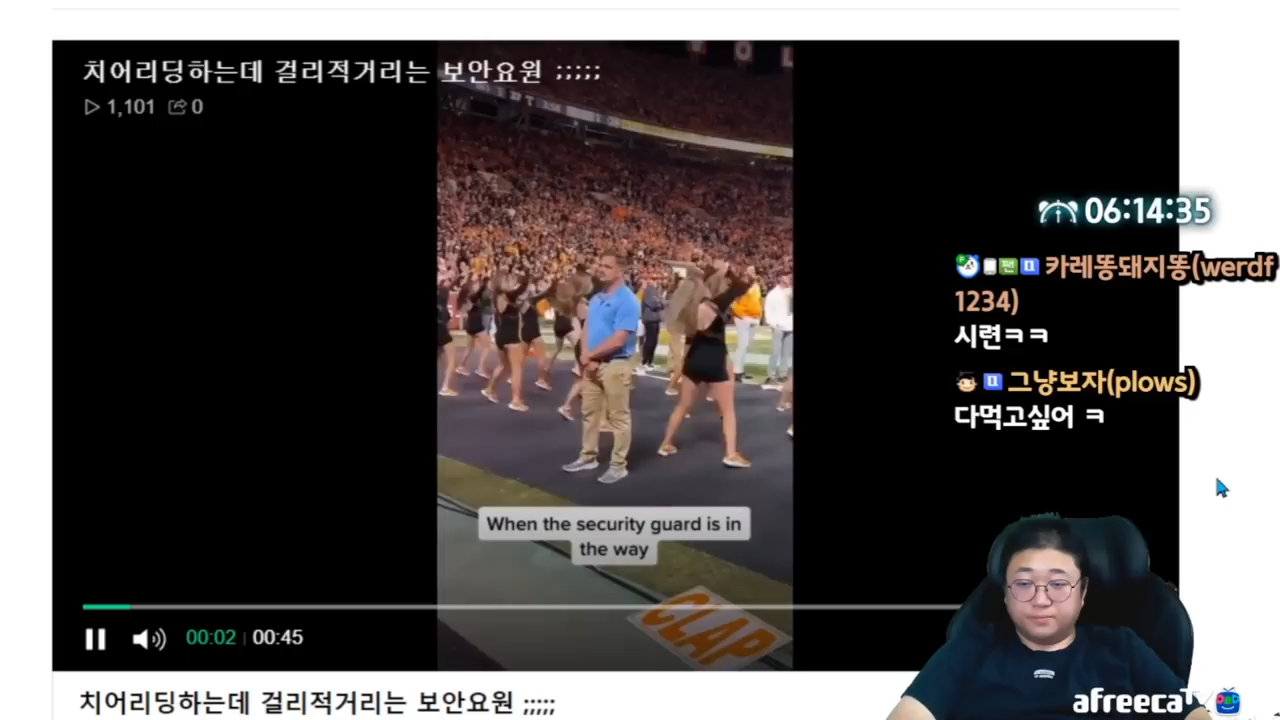 치어리딩하는데 걸리적거리는 보안요원 ;;;;;
1,101 0
06:14:35
카레똥돼지똥(werdf
1234)
시련ㅋㅋ
그냥보자(plows)
다먹고싶어 ㅋ
When the security guard is in
the way
CLAP
00:02 | 00:45
치어리딩하는데 걸리적거리는 보안요원 ;;;;;
afreecaTV